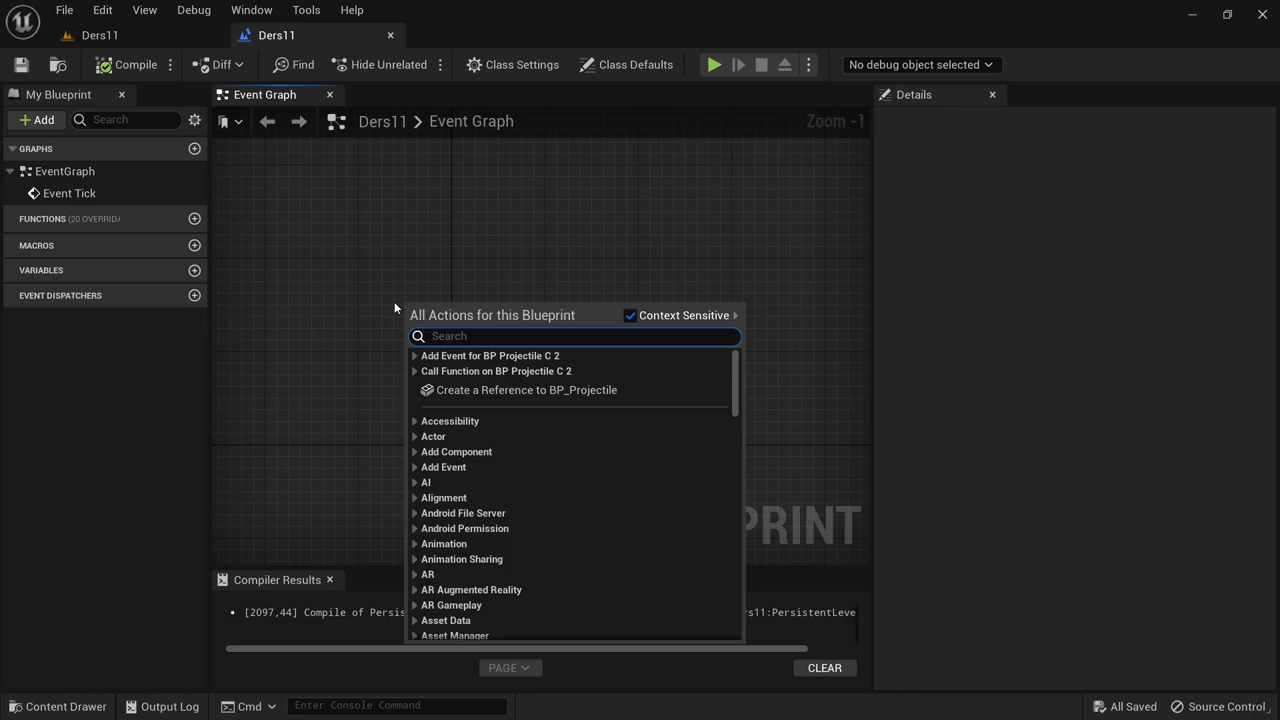 File Edit View Debug Window Tools Help
Ders11 Ders11
Compile Diff Find Hide Unrelated Class Settings Class Defaults No debug object selected
My Blueprint Event Graph Details
Add Search Ders11 > Event Graph Zoom -1
GRAPHS
EventGraph
Event Tick
FUNCTIONS (20 OVERRIDA
MACROS
VARIABLES
EVENT DISPATCHERS
All Actions for this Blueprint Context Sensitive
Search
Add Event for BP Projectile C 2
Call Function on BP Projectile C 2
Create a Reference to BP_Projectile
Accessibility
Actor
Add Component
Add Event
AI
Alignment
Android File Server
Android Permission
Animation
Animation Sharing
AR
AR Augmented Reality
AR Gameplay
Asset Data
Asset Manager
PRINT
Compiler Results
• [2097,44] Compile of Persis rs11:PersistentLeve
PAGE CLEAR
Content Drawer Output Log Cmd Enter Console Command All Saved Source Control